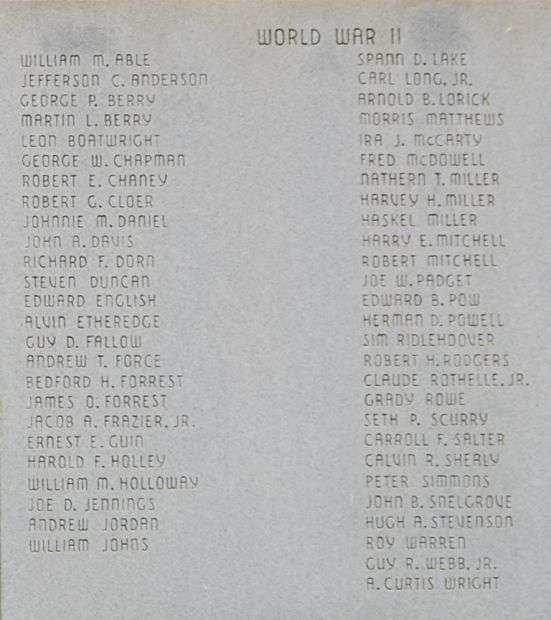 WORLD WAR II
WILLIAM M. ABLE
JEFFERSON C. ANDERSON
GEORGE P. BERRY
MARTIN L. BERRY
LEON BOATWRIGHT
GEORGE W. CHAPMAN
ROBERT E. CHANEY
ROBERT G. CLOER
JOHNNIE M. DANIEL
JOHN A. DAVIS
RICHARD F. DORN
STEVEN DUNCAN
EDWARD ENGLISH
ALVIN ETHEREDGE
GUY D. FALLOW
ANDREW T. FORCE
BEDFORD H. FORREST
JAMES O. FORREST
JACOB A. FRAZIER, JR.
ERNEST E. GUIN
HAROLD F. HOLLEY
WILLIAM M. HOLLOWAY
JOE D. JENNINGS
ANDREW JORDAN
WILLIAM JOHNS
SPANN D. LAKE
CARL LONG, JR.
ARNOLD B. LORICK
MORRIS MATTHEWS
IRA J. McCARTY
FRED McDOWELL
NATHERN T. MILLER
HARVEY H. MILLER
HASKEL MILLER
HARRY E. MITCHELL
ROBERT MITCHELL
JOE W. PADGET
EDWARD B. POW
HERMAN D. POWELL
SIM RIDLEHOOVER
ROBERT H. RODGERS
CLAUDE ROTHELLE, JR.
GRADY ROWE
SETH P. SCURRY
CARROLL F. SALTER
CALVIN R. SHEALY
PETER SIMMONS
JOHN B. SNELGROVE
HUGH A. STEVENSON
ROY WARREN
GUY R. WEBB, JR.
A. CURTIS WRIGHT